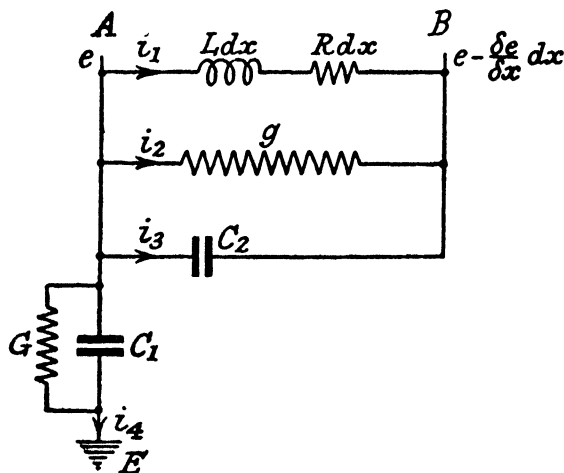 A B
e i₁ Ldx Rdx e-δe/δx dx
i₂ g
i₃ C₂
G C₁
i₄
E